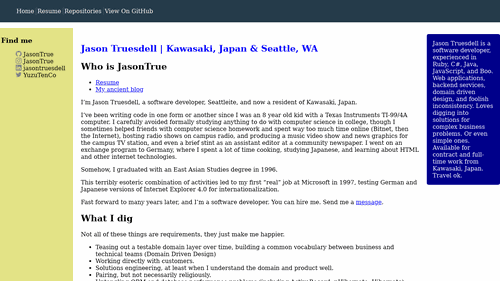 Home | Resume | Repositories View On GitHub
Find me
JasonTrue
JasonTrue
jasontruesdell
YuzuTenCo
Jason Truesdell | Kawasaki, Japan & Seattle, WA
Who is JasonTrue
Resume
My ancient blog
I'm Jason Truesdell, a software developer, Seattleite, and now a resident of Kawasaki, Japan.
I've been writing code in one form or another since I was an 8 year old kid with a Texas Instruments TI-99/4A
computer. I carefully avoided formally studying anything to do with computer science in college, though I
sometimes helped friends with computer science homework and spent way too much time online (Bitnet, then
the Internet), hosting radio shows on campus radio, and producing a music video show and news graphics for
the campus TV station, and even a brief stint as an assistant editor at a community newspaper. I went on an
exchange program to Germany, where I spent a lot of time cooking, studying Japanese, and learning about HTML
and other internet technologies.
Somehow, I graduated with an East Asian Studies degree in 1996.
This terribly esoteric combination of activities led to my first "real" job at Microsoft in 1997, testing German and
Japanese versions of Internet Explorer 4.0 for internationalization.
Fast forward to many years later, and I'm a software developer. You can hire me. Send me a message.
What I dig
Not all of these things are requirements, they just make me happier.
Teasing out a testable domain layer over time, building a common vocabulary between business and
technical teams (Domain Driven Design)
Working directly with customers.
Solutions engineering, at least when I understand the domain and product well.
Pairing, but not necessarily religiously.
Jason Truesdell is a
software developer,
experienced in
Ruby, C#, Java,
JavaScript, and Boo.
Web applications,
backend services,
domain driven
design, and foolish
inconsistency. Loves
digging into
solutions for
complex business
problems. Or even
simple ones.
Available for
contract and full-
time work from
Kawasaki, Japan.
Travel ok.